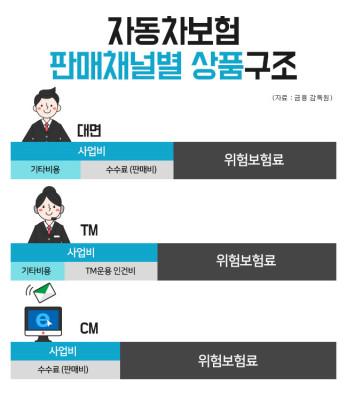 자동차보험
판매채널별 상품구조
(자료 : 금융 감독원)
대면
사업비
위험보험료
기타비용
수수료 (판매비)
TM
사업비
위험보험료
기타비용
TM운용 인건비
CM
사업비
위험보험료
수수료 (판매비)